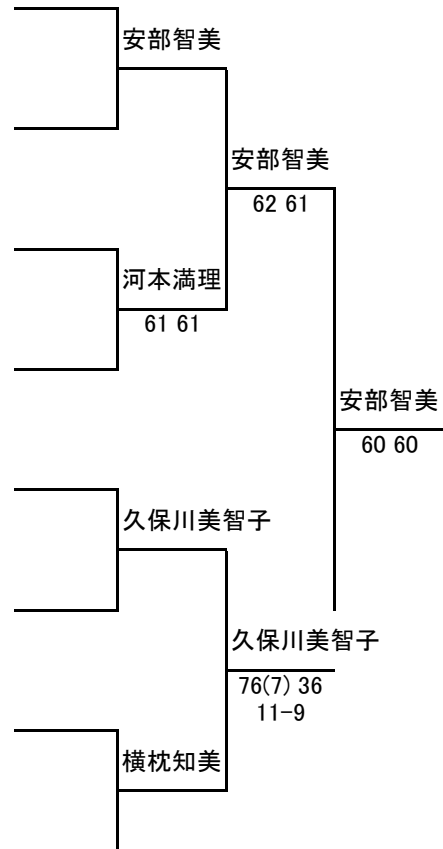 安部智美
安部智美
62 61
河本満理
61 61
安部智美
60 60
久保川美智子
久保川美智子
76(7) 36
11-9
横枕知美